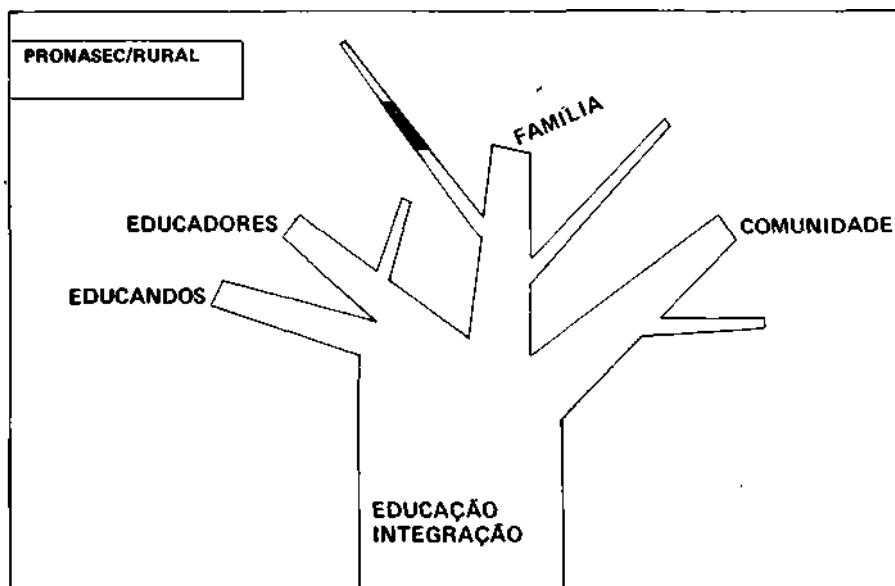 PRONASEC/RURAL
FAMÍLIA
EDUCADORES
COMUNIDADE
EDUCANDOS
EDUCAÇÃO
INTEGRAÇÃO